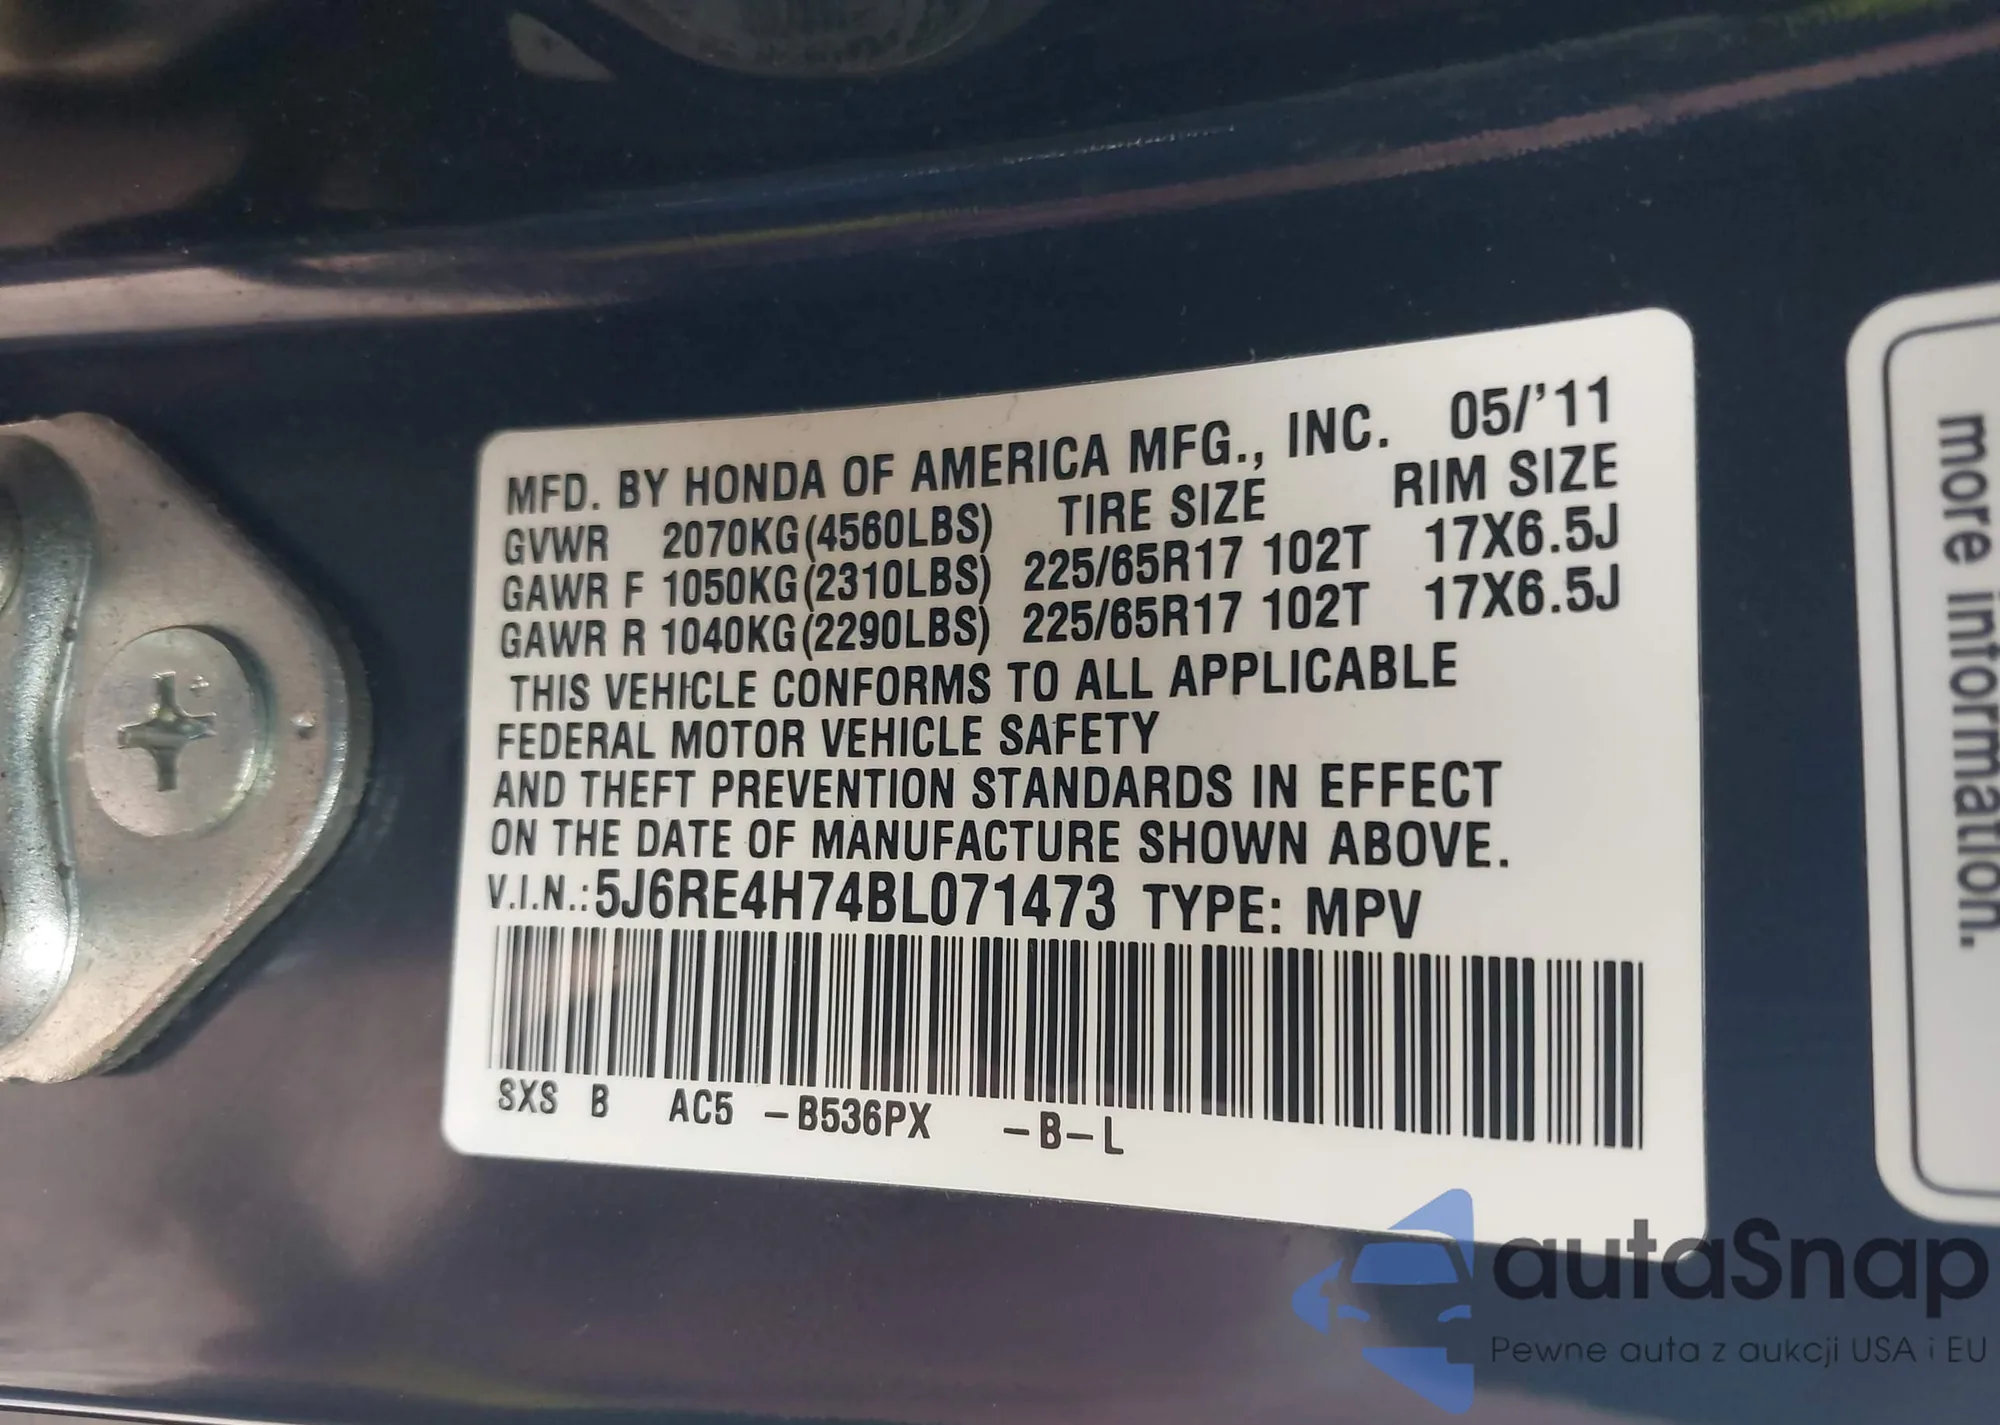 MFD. BY HONDA OF AMERICA MFG., INC. 05/'11
GVWR 2070KG(4560LBS) TIRE SIZE RIM SIZE
GAWR F 1050KG(2310LBS) 225/65R17 102T 17X6.5J
GAWR R 1040KG(2290LBS) 225/65R17 102T 17X6.5J
THIS VEHICLE CONFORMS TO ALL APPLICABLE
FEDERAL MOTOR VEHICLE SAFETY
AND THEFT PREVENTION STANDARDS IN EFFECT
ON THE DATE OF MANUFACTURE SHOWN ABOVE.
V.I.N.:5J6RE4H74BL071473 TYPE: MPV
SXS B AC5 -B536PX -B-L
more information.
autaSnap
Pewne auta z aukcji USA i EU